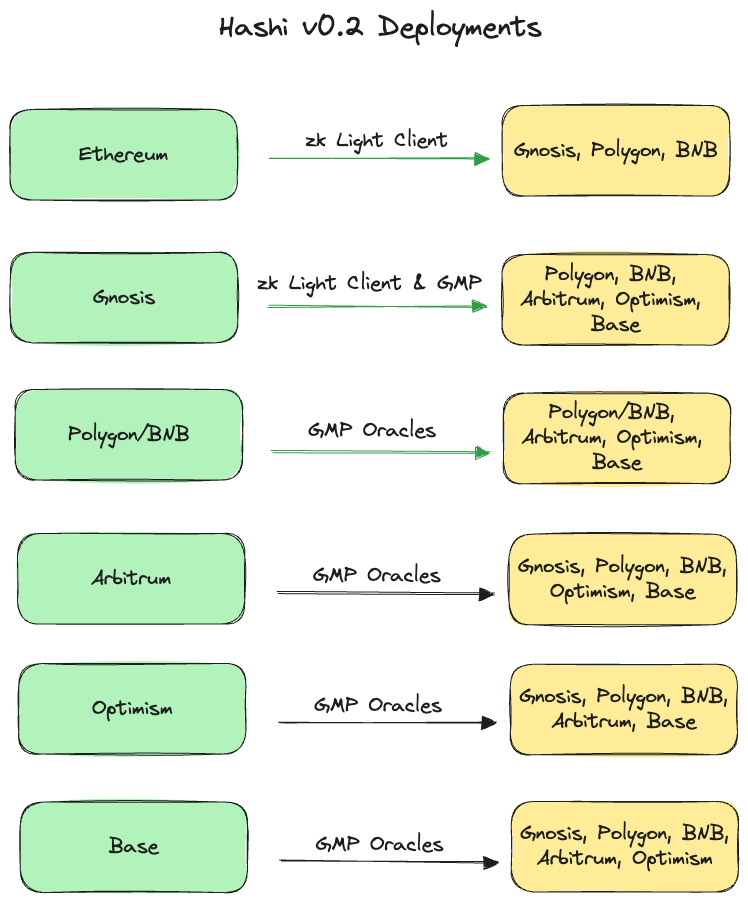 Hashi v0.2 Deployments
Ethereum
zk Light Client
Gnosis, Polygon, BNB
Gnosis
zk Light Client & GMP
Polygon, BNB,
Arbitrum, Optimism,
Base
Polygon/BNB
GMP Oracles
Polygon/BNB,
Arbitrum, Optimism,
Base
Arbitrum
GMP Oracles
Gnosis, Polygon, BNB,
Optimism, Base
Optimism
GMP Oracles
Gnosis, Polygon, BNB,
Arbitrum, Base
Base
GMP Oracles
Gnosis, Polygon, BNB,
Arbitrum, Optimism